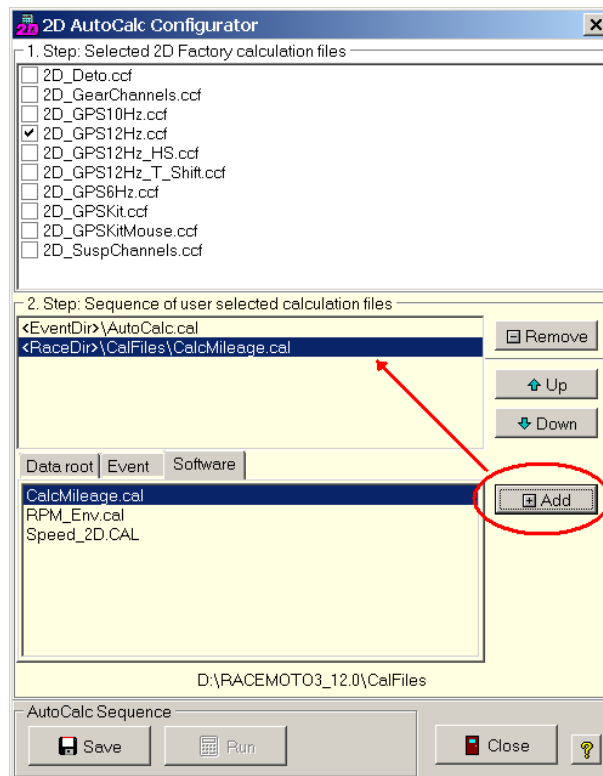 2D AutoCalc Configurator
1. Step: Selected 2D Factory calculation files
2D_Deto.ccf
2D_GearChannels.ccf
2D_GPS10Hz.ccf
2D_GPS12Hz.ccf
2D_GPS12Hz_HS.ccf
2D_GPS12Hz_T_Shift.ccf
2D_GPS6Hz.ccf
2D_GPSKit.ccf
2D_GPSKitMouse.ccf
2D_SuspChannels.ccf
2. Step: Sequence of user selected calculation files
<EventDir>\AutoCalc.cal
<RaceDir>\CalFiles\CalcMileage.cal
Remove
Up
Down
Data root Event Software
CalcMileage.cal
RPM_Env.cal
Speed_2D.CAL
Add
D:\RACEMOTO3_12.0\CalFiles
AutoCalc Sequence
Save Run Close ?